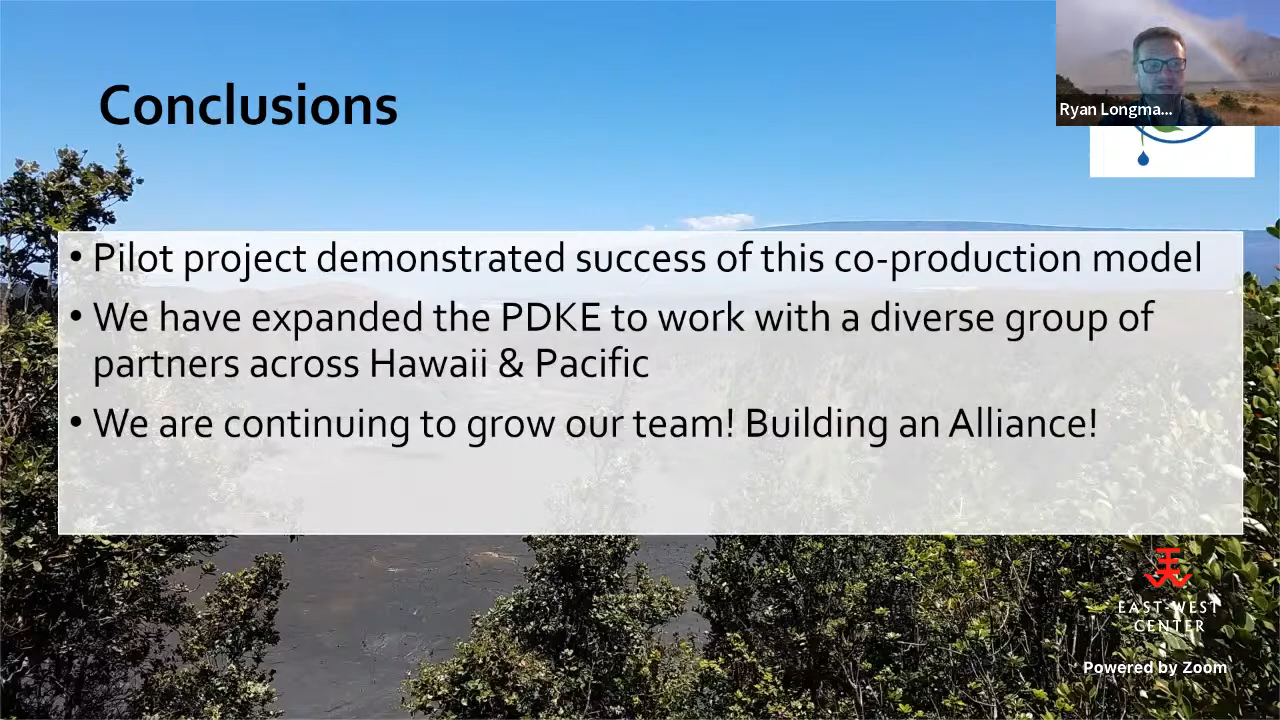 Conclusions
Ryan Longma...
• Pilot project demonstrated success of this co-production model
• We have expanded the PDKE to work with a diverse group of
partners across Hawaii & Pacific
• We are continuing to grow our team! Building an Alliance!
EAST-WEST
CENTER
Powered by Zoom